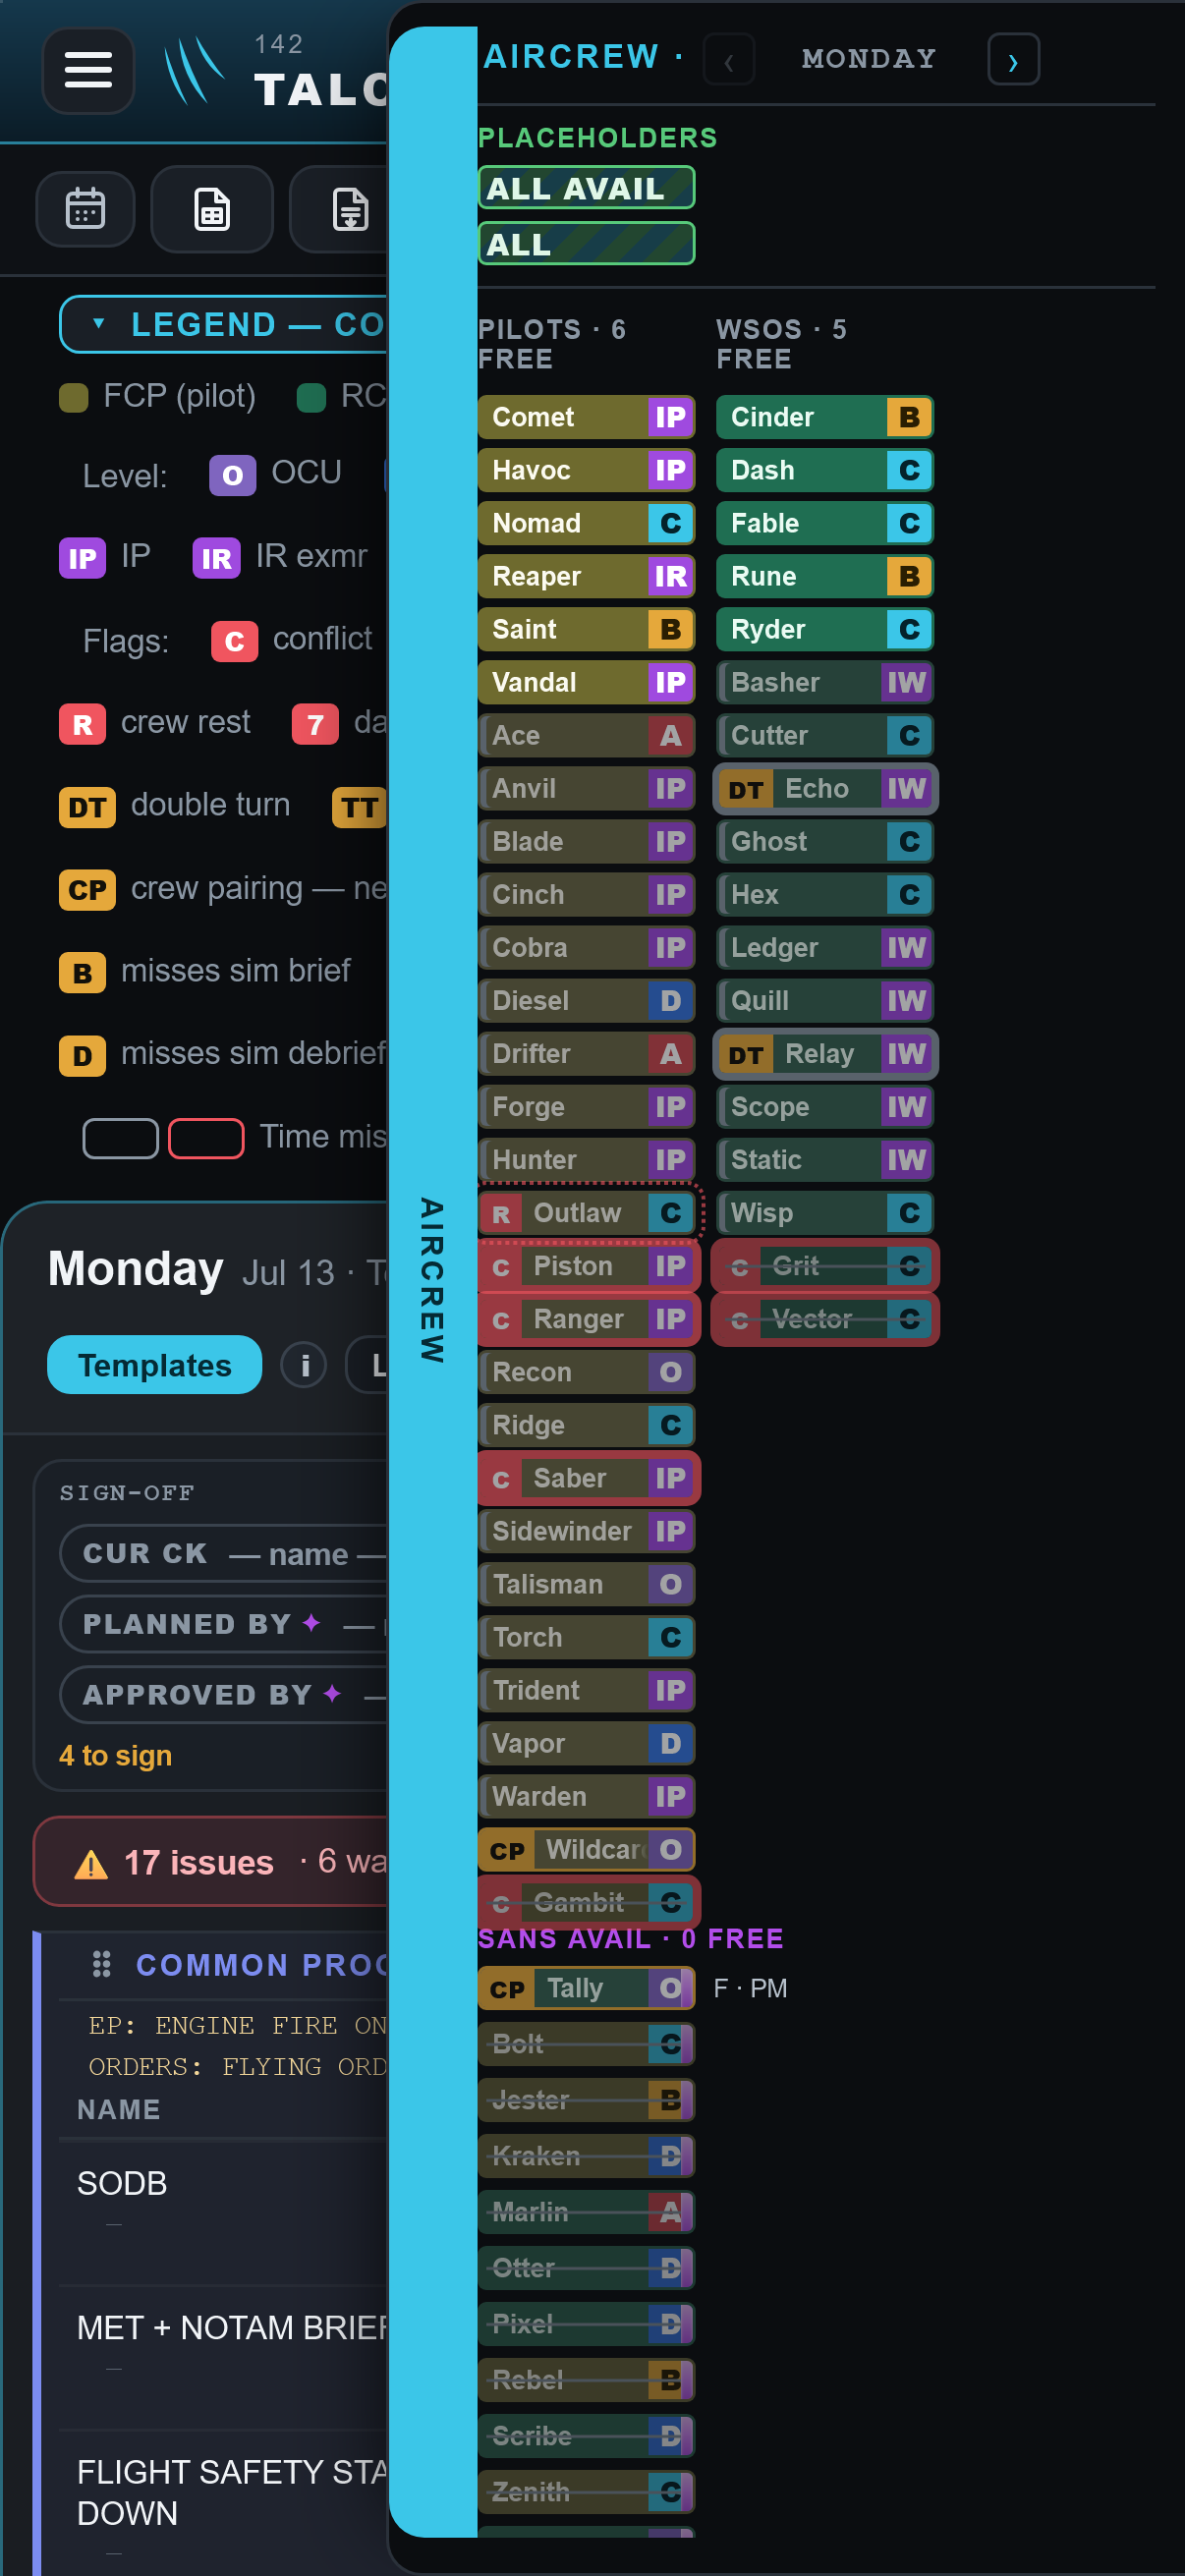 142
TALO
LEGEND — CO
FCP (pilot) RC
Level: O OCU
IP IP IR IR exmr
Flags: C conflict
R crew rest 7 da
DT double turn TT
CP crew pairing — ne
B misses sim brief
D misses sim debrief
Time mis
Monday Jul 13 · T
Templates i L
SIGN-OFF
CUR CK — name —
PLANNED BY ✦ —
APPROVED BY ✦ —
4 to sign
17 issues · 6 wa
COMMON PROC
EP: ENGINE FIRE ON
ORDERS: FLYING ORD
NAME
SODB
—
MET + NOTAM BRIEF
—
FLIGHT SAFETY STA
DOWN
—
AIRCREW
AIRCREW · ‹ MONDAY ›
PLACEHOLDERS
ALL AVAIL
ALL
PILOTS · 6
FREE
Comet IP
Havoc IP
Nomad C
Reaper IR
Saint B
Vandal IP
Ace A
Anvil IP
Blade IP
Cinch IP
Cobra IP
Diesel D
Drifter A
Forge IP
Hunter IP
R Outlaw C
C Piston IP
C Ranger IP
Recon O
Ridge C
C Saber IP
Sidewinder IP
Talisman O
Torch C
Trident IP
Vapor D
Warden IP
CP Wildcar O
C Gambit C
WSOS · 5
FREE
Cinder B
Dash C
Fable C
Rune B
Ryder C
Basher IW
Cutter C
DT Echo IW
Ghost C
Hex C
Ledger IW
Quill IW
DT Relay IW
Scope IW
Static IW
Wisp C
C Grit C
C Vector C
SANS AVAIL · 0 FREE
CP Tally O F · PM
Bolt C
Jester B
Kraken D
Marlin A
Otter D
Pixel D
Rebel B
Scribe D
Zenith C